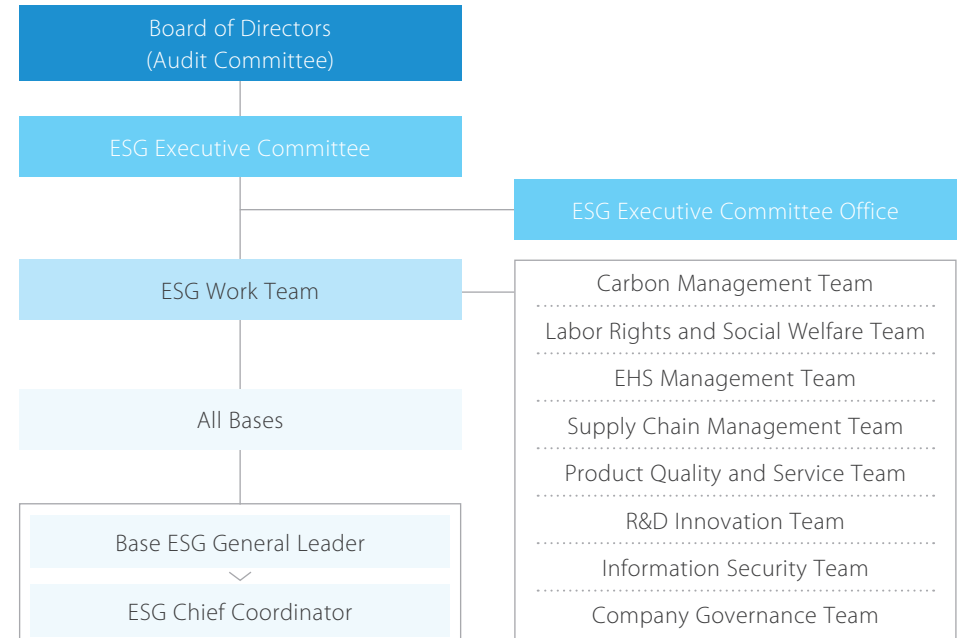 Board of Directors
(Audit Committee)
ESG Executive Committee
ESG Executive Committee Office
ESG Work Team
All Bases
Base ESG General Leader
ESG Chief Coordinator
Carbon Management Team
Labor Rights and Social Welfare Team
EHS Management Team
Supply Chain Management Team
Product Quality and Service Team
R&D Innovation Team
Information Security Team
Company Governance Team